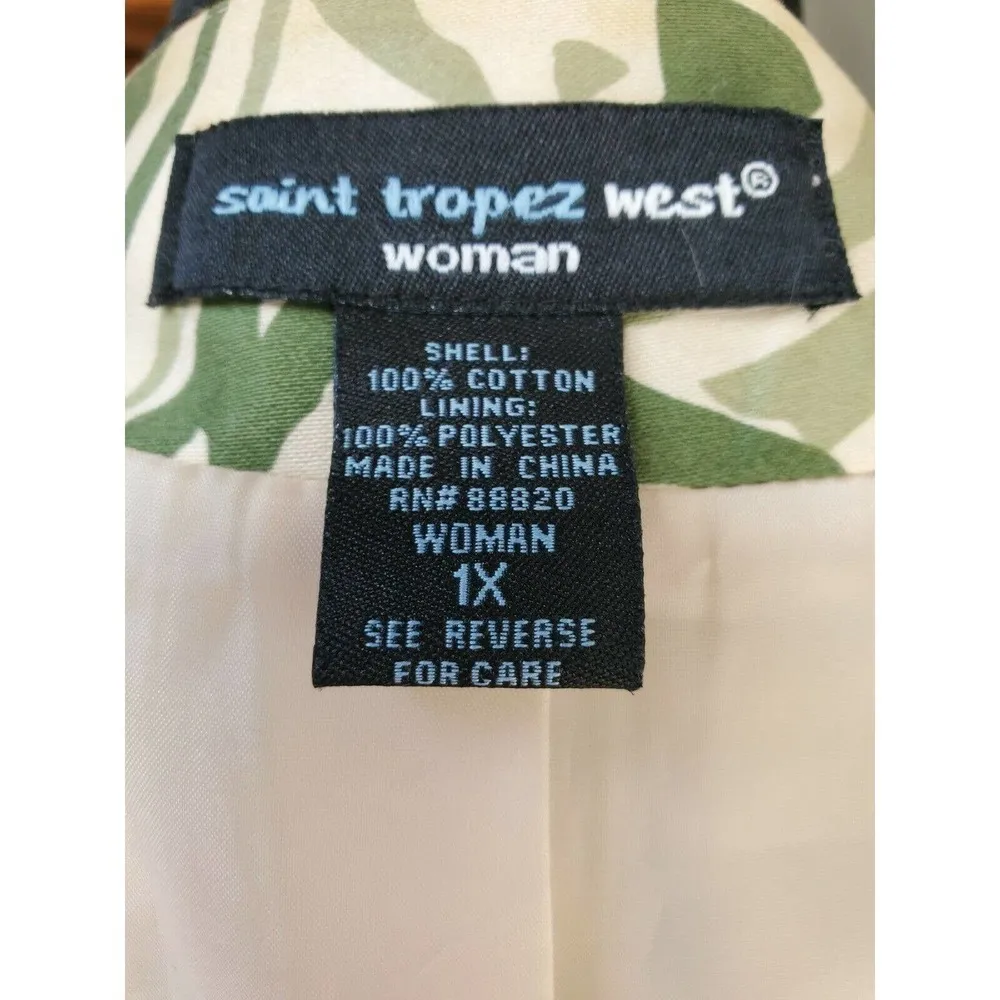 saint tropez west®
woman
SHELL:
100% COTTON
LINING:
100% POLYESTER
MADE IN CHINA
RN# 88820
WOMAN
1X
SEE REVERSE
FOR CARE